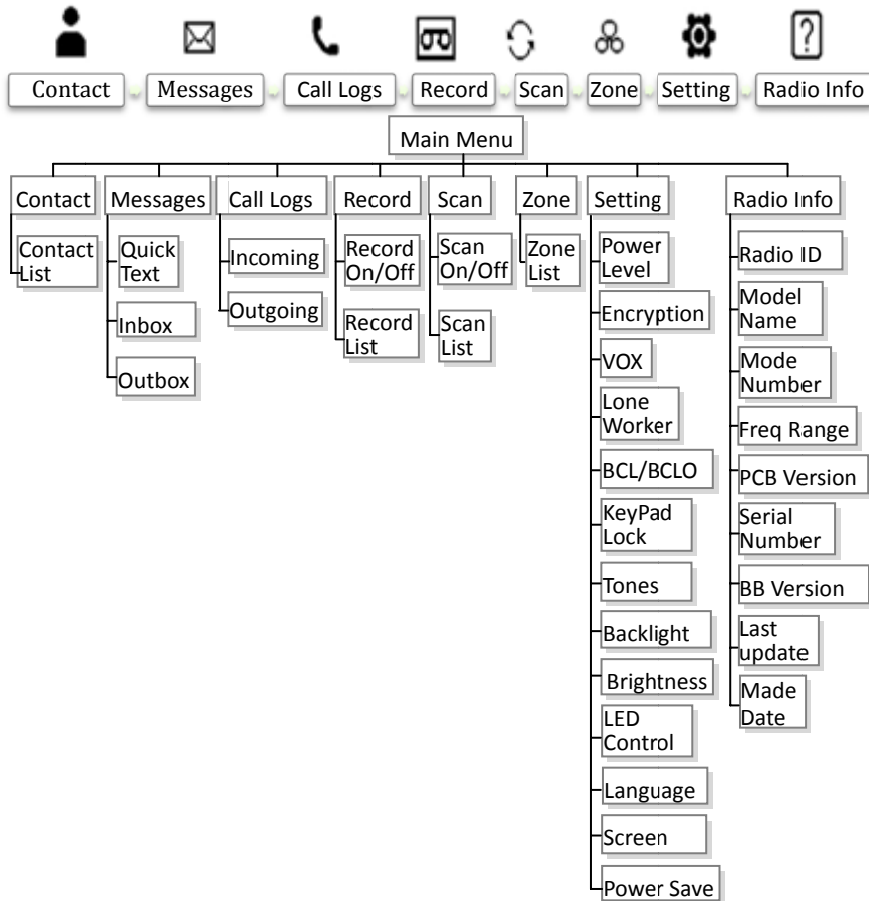 Contact Messages Call Logs Record Scan Zone Setting Radio Info
Main Menu
Contact Messages Call Logs Record Scan Zone Setting Radio Info
Contact
List
Quick
Text
Inbox
Outbox
Incoming
Outgoing
Record
On/Off
Record
List
Scan
On/Off
Scan
List
Zone
List
Power
Level
Encryption
VOX
Lone
Worker
BCL/BCLO
KeyPad
Lock
Tones
Backlight
Brightness
LED
Control
Language
Screen
Power Save
Radio ID
Model
Name
Mode
Number
Freq Range
PCB Version
Serial
Number
BB Version
Last
update
Made
Date